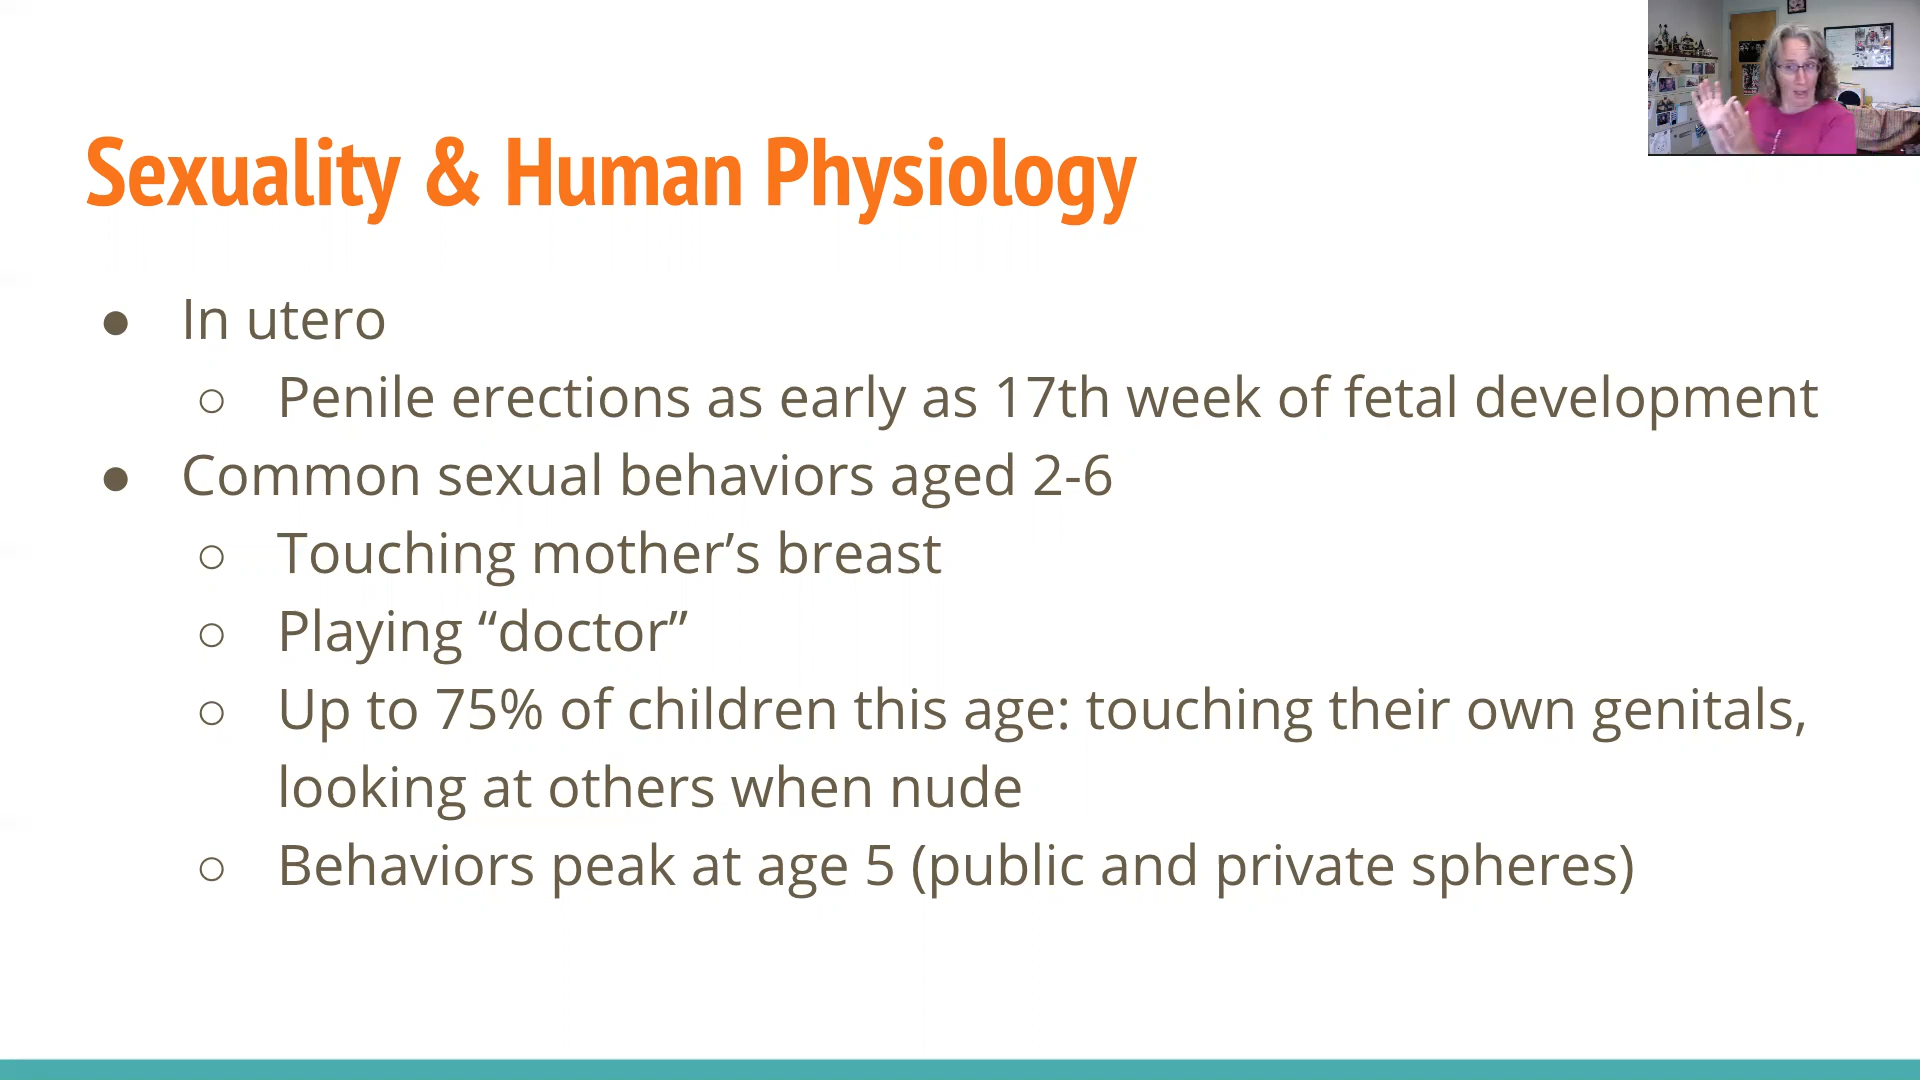 Sexuality & Human Physiology
● In utero
○ Penile erections as early as 17th week of fetal development
● Common sexual behaviors aged 2-6
○ Touching mother’s breast
○ Playing “doctor”
○ Up to 75% of children this age: touching their own genitals,
looking at others when nude
○ Behaviors peak at age 5 (public and private spheres)